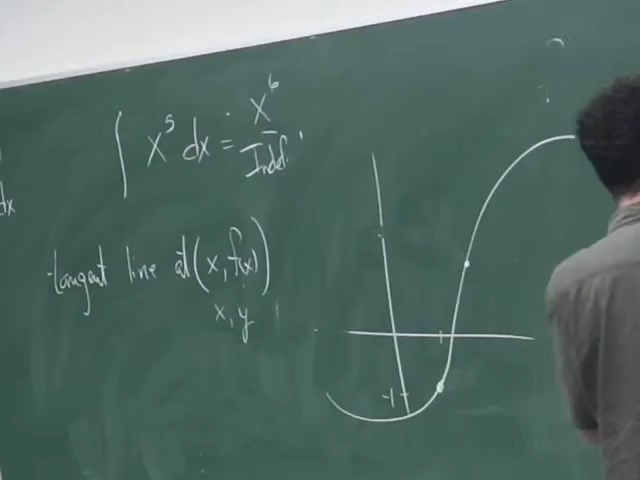 ∫ x⁵ dx = x⁶
Indef.
dx
tangent line at (x, f(x))
x, y
-1